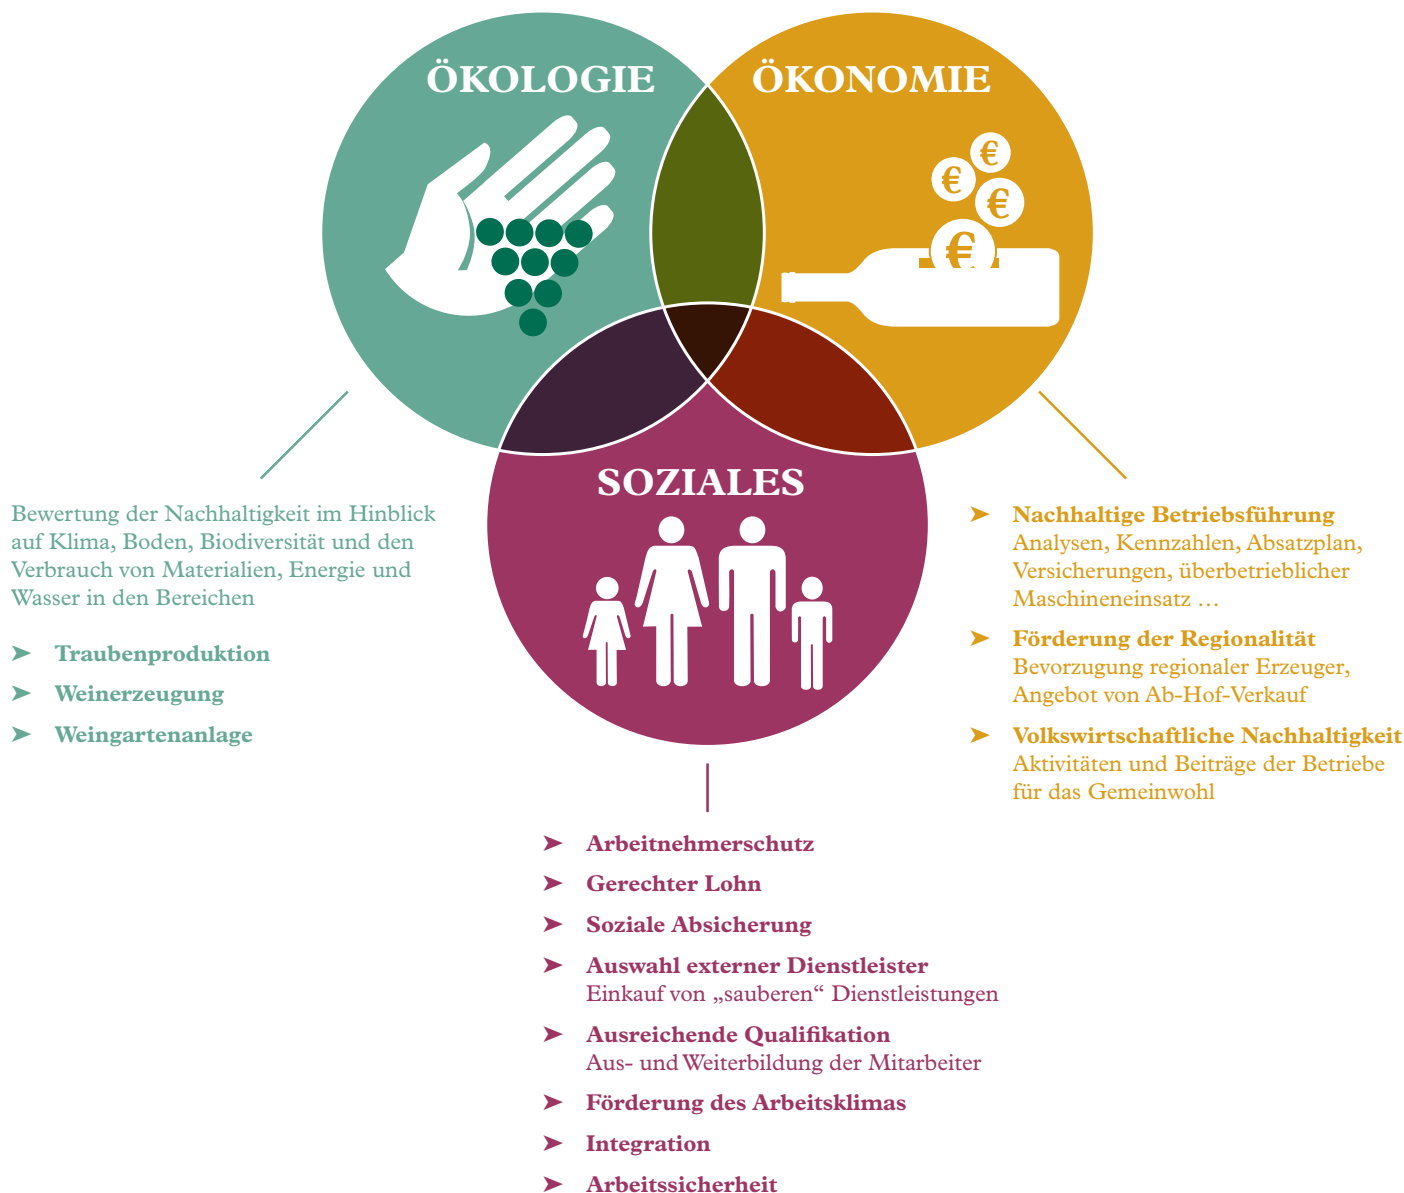 ÖKOLOGIE
ÖKONOMIE
€
€
€
€
SOZIALES
Bewertung der Nachhaltigkeit im Hinblick
auf Klima, Boden, Biodiversität und den
Verbrauch von Materialien, Energie und
Wasser in den Bereichen
➤ Traubenproduktion
➤ Weinerzeugung
➤ Weingartenanlage
➤ Nachhaltige Betriebsführung
Analysen, Kennzahlen, Absatzplan,
Versicherungen, überbetrieblicher
Maschineneinsatz …
➤ Förderung der Regionalität
Bevorzugung regionaler Erzeuger,
Angebot von Ab-Hof-Verkauf
➤ Volkswirtschaftliche Nachhaltigkeit
Aktivitäten und Beiträge der Betriebe
für das Gemeinwohl
➤ Arbeitnehmerschutz
➤ Gerechter Lohn
➤ Soziale Absicherung
➤ Auswahl externer Dienstleister
Einkauf von „sauberen“ Dienstleistungen
➤ Ausreichende Qualifikation
Aus- und Weiterbildung der Mitarbeiter
➤ Förderung des Arbeitsklimas
➤ Integration
➤ Arbeitssicherheit